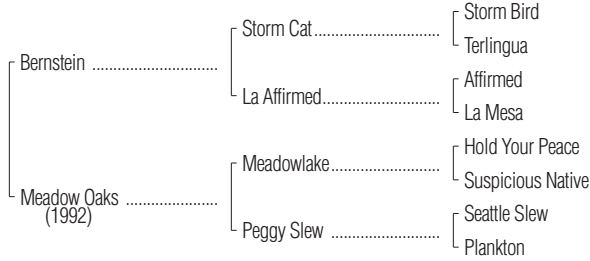 Storm Bird
Storm Cat
Terlingua
Bernstein
Affirmed
La Affirmed
La Mesa
Hold Your Peace
Meadowlake
Suspicious Native
Meadow Oaks
(1992)
Seattle Slew
Peggy Slew
Plankton